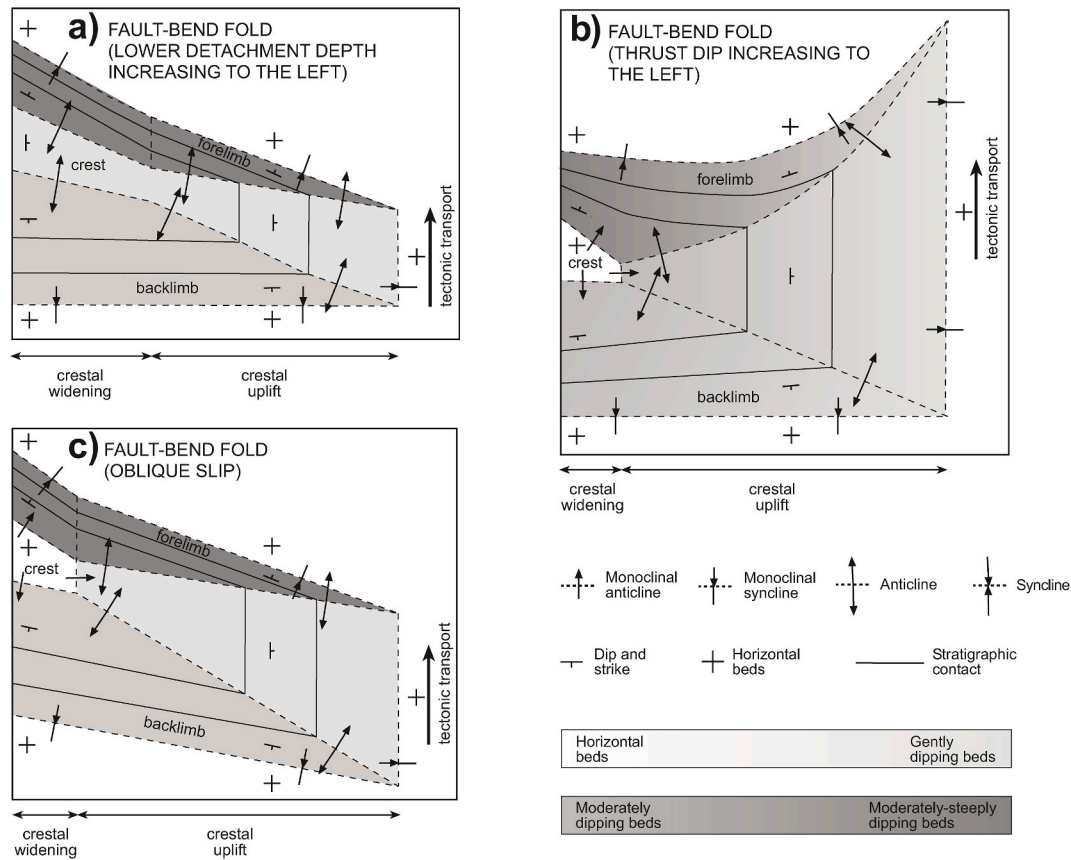 a)
FAULT-BEND FOLD
(LOWER DETACHMENT DEPTH
INCREASING TO THE LEFT)
forelimb
crest
backlimb
tectonic transport
crestal
widening
crestal
uplift
b)
FAULT-BEND FOLD
(THRUST DIP INCREASING TO
THE LEFT)
forelimb
crest
backlimb
tectonic transport
crestal
widening
crestal
uplift
c)
FAULT-BEND FOLD
(OBLIQUE SLIP)
forelimb
crest
backlimb
tectonic transport
crestal
widening
crestal
uplift
Monoclinal
anticline
Monoclinal
syncline
Anticline
Syncline
Dip and
strike
Horizontal
beds
Stratigraphic
contact
Horizontal
beds
Gently
dipping beds
Moderately
dipping beds
Moderately-steeply
dipping beds